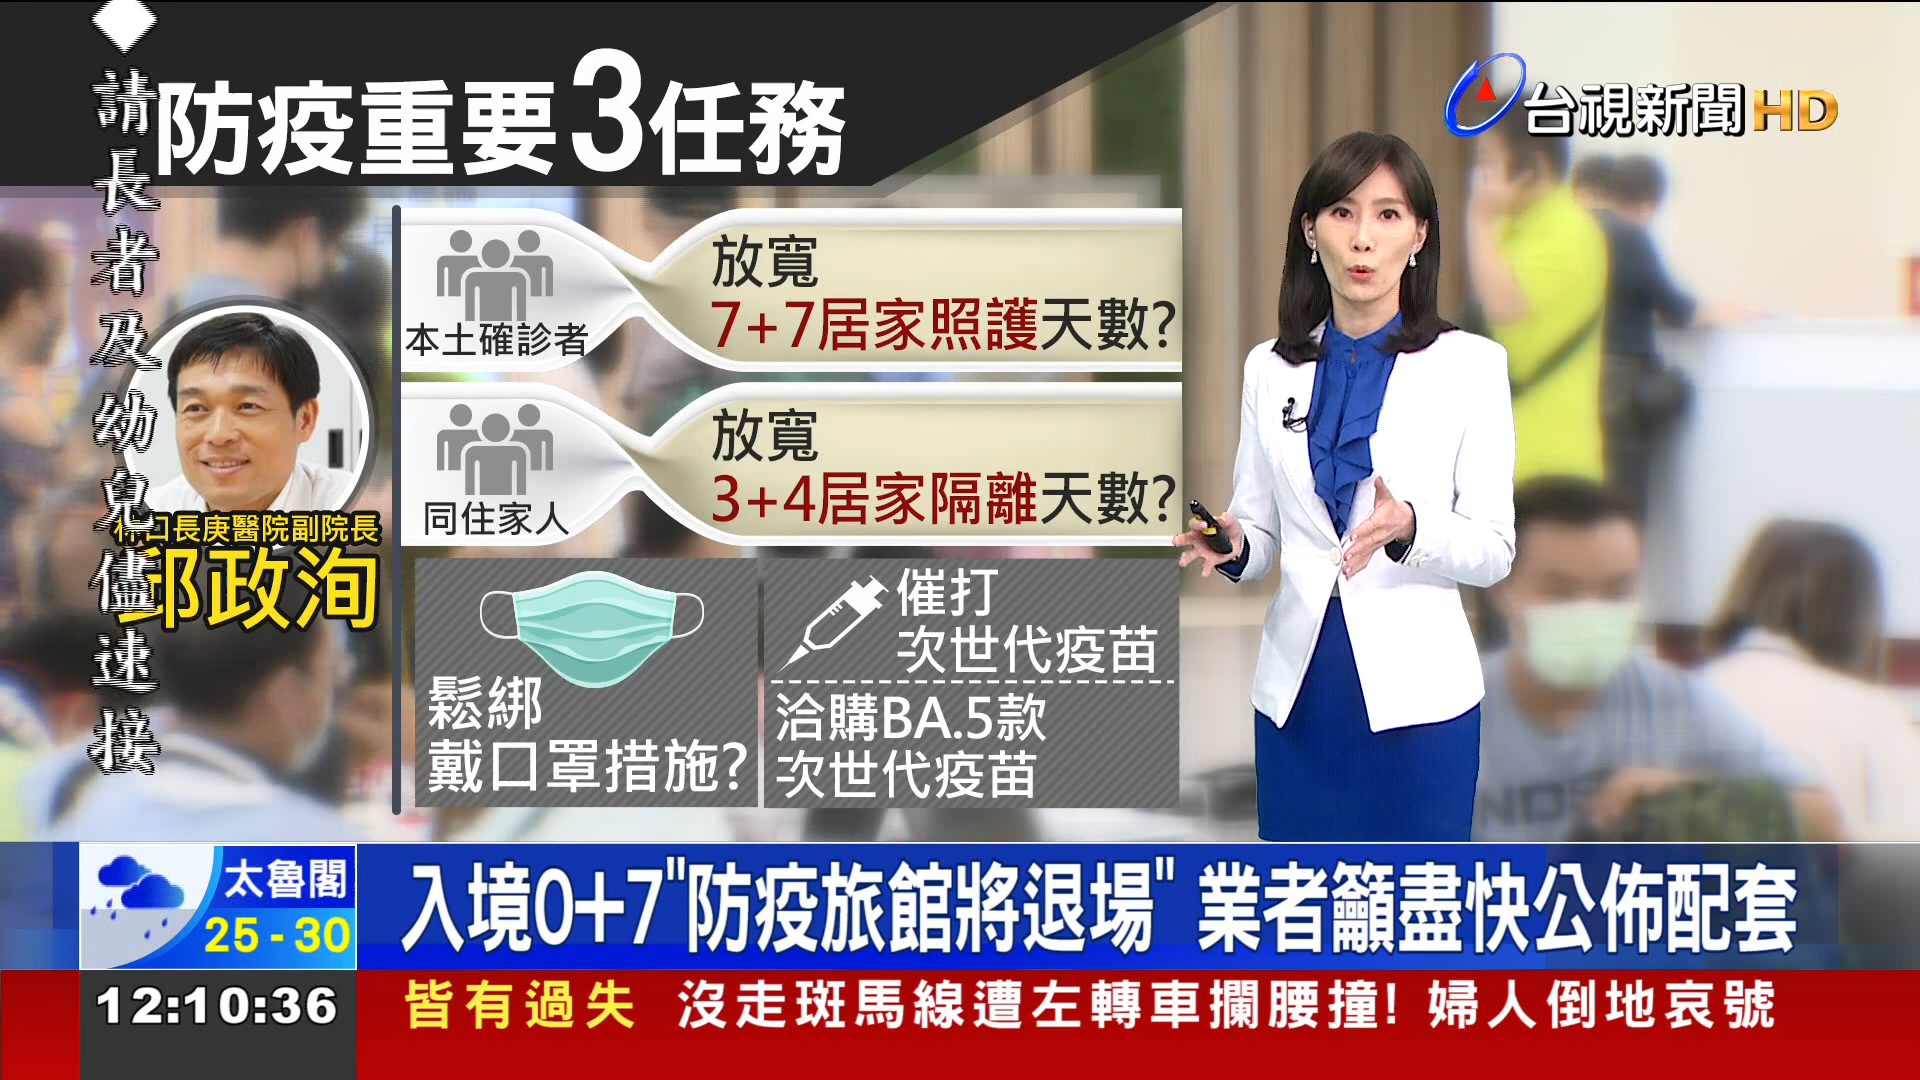 ◆請長者及幼兒儘速接
防疫重要3任務
台視新聞HD
本土確診者
放寬
7+7居家照護天數?
同住家人
放寬
3+4居家隔離天數?
林口長庚醫院副院長
邱政洵
鬆綁
戴口罩措施?
催打
次世代疫苗
洽購BA.5款
次世代疫苗
太魯閣
25-30
入境0+7"防疫旅館將退場" 業者籲盡快公佈配套
12:10:36
皆有過失 沒走斑馬線遭左轉車攔腰撞! 婦人倒地哀號